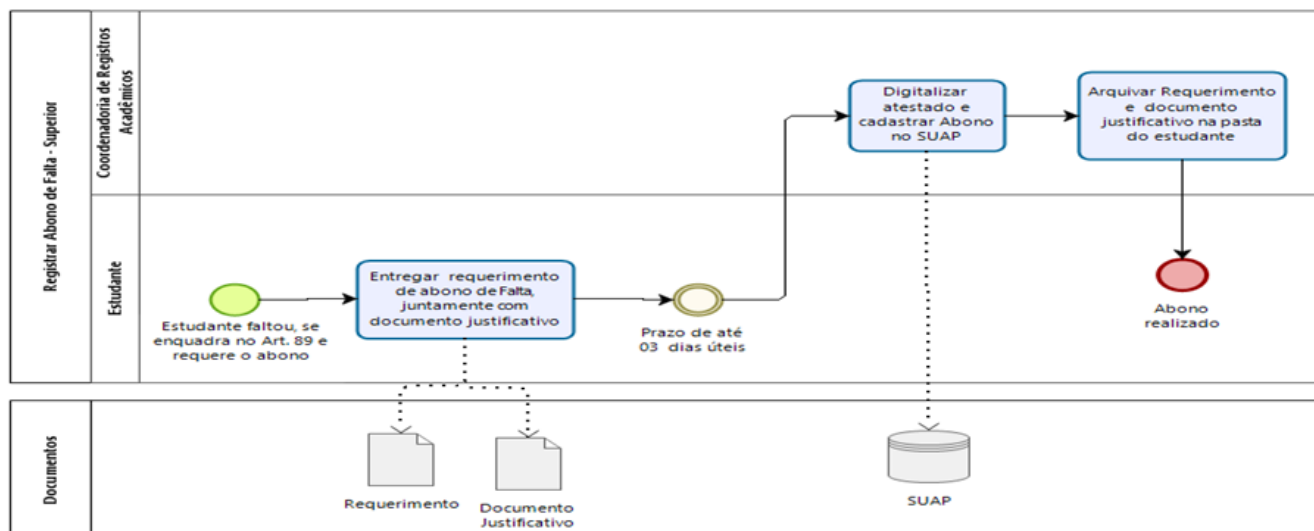 Registrar Abono de Falta - Superior
Coordenadoria de Registros
Acadêmicos
Digitalizar
atestado e
cadastrar Abono
no SUAP
Arquivar Requerimento
e documento
justificativo na pasta
do estudante
Estudante
Estudante faltou, se
enquadra no Art. 89 e
requere o abono
Entregar requerimento
de abono de Falta,
juntamente com
documento justificativo
Prazo de até
03 dias úteis
Abono
realizado
Documentos
Requerimento
Documento
Justificativo
SUAP